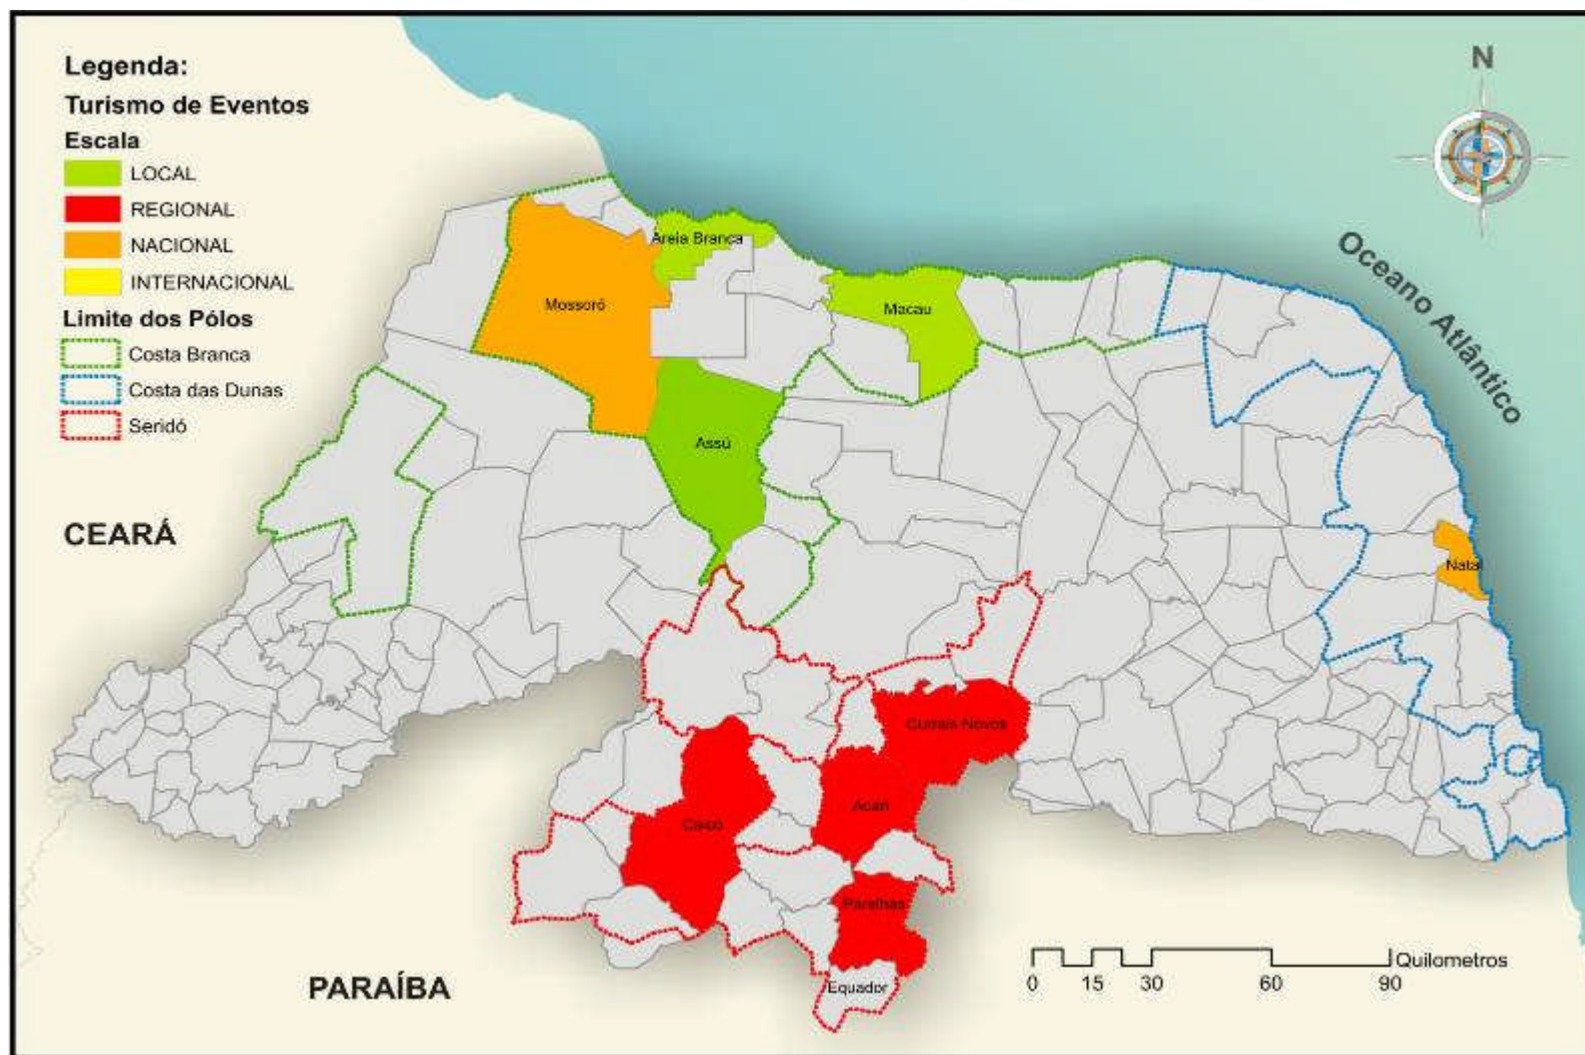 Legenda:
Turismo de Eventos
Escala
LOCAL
REGIONAL
NACIONAL
INTERNACIONAL
Limite dos Pólos
Costa Branca
Costa das Dunas
Seridó
N
Oceano Atlântico
Areia Branca
Mossoró
Macau
Assú
CEARÁ
Natal
Currais Novos
Acari
Caicó
Parelhas
Equador
PARAÍBA
Quilometros
0 15 30 60 90